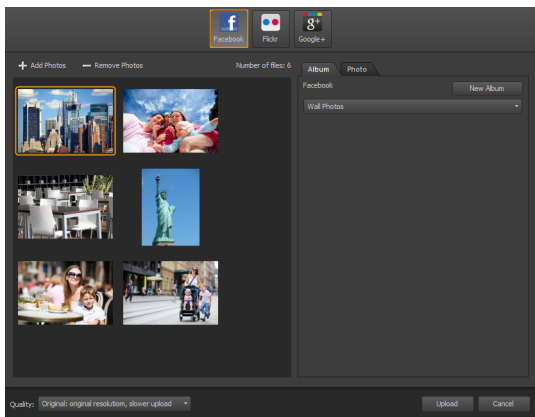 f
g+
Facebook
Flickr
Google+
Add Photos
Remove Photos
Number of files: 6
Album
Photo
Facebook
New Album
Wall Photos
Quality:
Original: original resolutiom, slower upload
Upload
Cancel